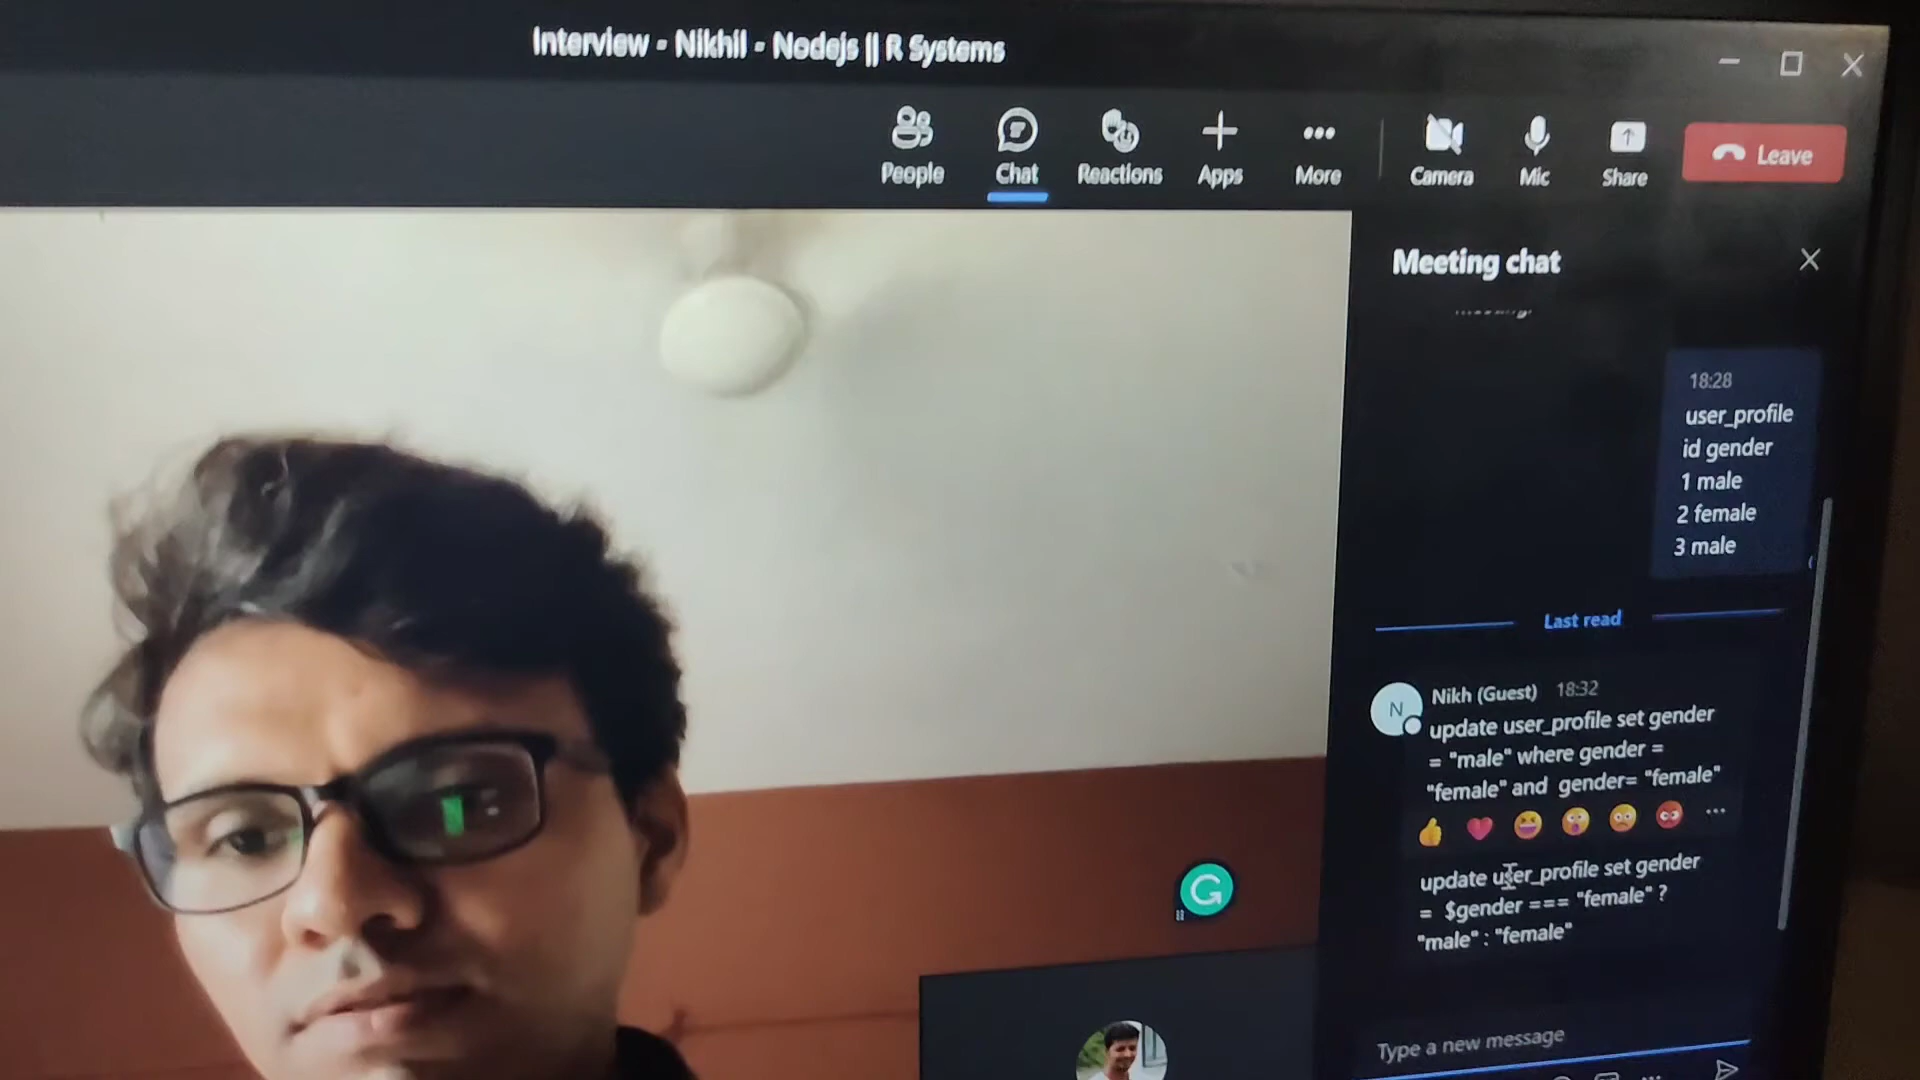 Interview - Nikhil - Nodejs || R Systems
People
Chat
Reactions
Apps
More
Camera
Mic
Share
Leave
Meeting chat
18:28
user_profile
id gender
1 male
2 female
3 male
Last read
N
Nikh (Guest) 18:32
update user_profile set gender
= "male" where gender =
"female" and gender= "female"
update user_profile set gender
= $gender === "female" ?
"male" : "female"
Type a new message